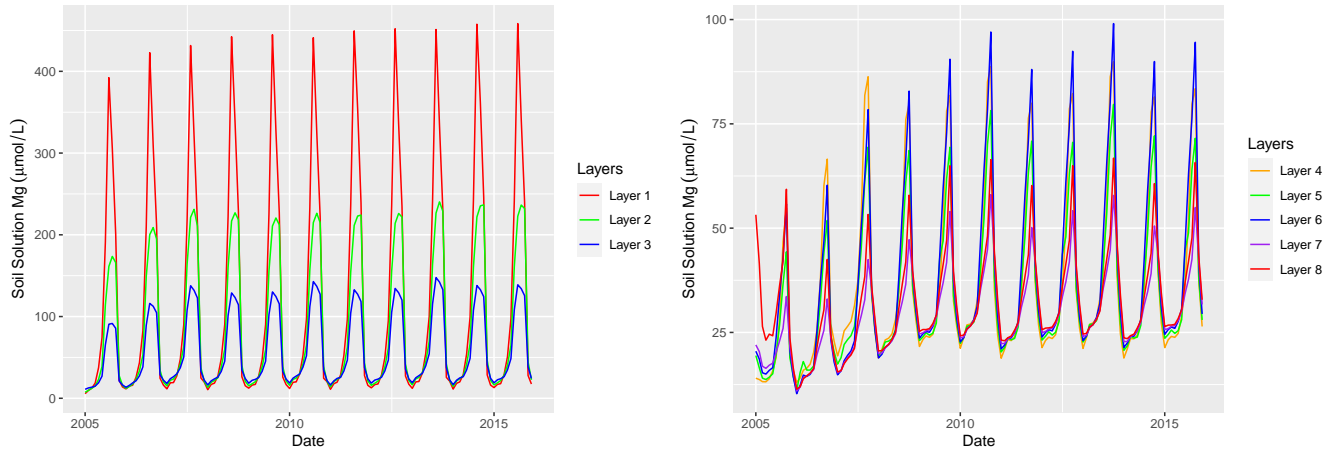 Soil Solution Mg (μmol/L)
400
300
200
100
0
2005
2010
2015
Date
Layers
Layer 1
Layer 2
Layer 3
Soil Solution Mg (μmol/L)
100
75
50
25
2005
2010
2015
Date
Layers
Layer 4
Layer 5
Layer 6
Layer 7
Layer 8